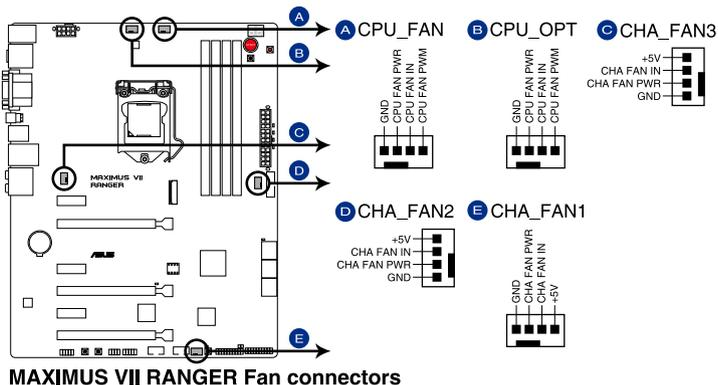 A
B
C
D
E
MAXIMUS VII
RANGER
/ISUS
A CPU_FAN
GND
CPU FAN PWR
CPU FAN IN
CPU FAN PWM
B CPU_OPT
GND
CPU FAN PWR
CPU FAN IN
CPU FAN PWM
C CHA_FAN3
+5V
CHA FAN IN
CHA FAN PWR
GND
D CHA_FAN2
+5V
CHA FAN IN
CHA FAN PWR
GND
E CHA_FAN1
GND
CHA FAN PWR
CHA FAN IN
+5V
MAXIMUS VII RANGER Fan connectors